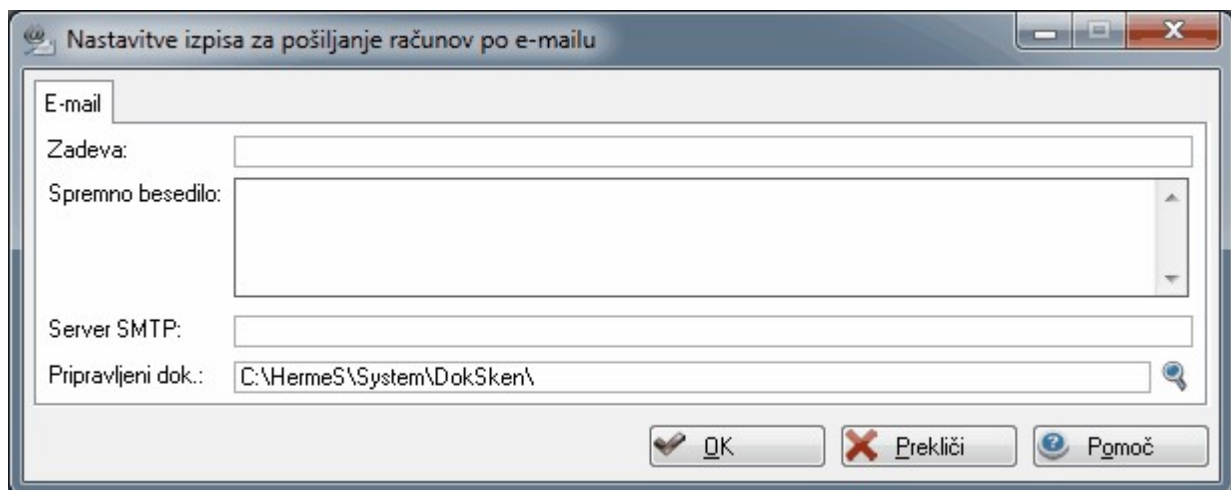 Nastavitve izpisa za pošiljanje računov po e-mailu
E-mail
Zadeva:
Spremno besedilo:
Server SMTP:
Pripravljeni dok.: C:\HermeS\System\DokSken\
OK Prekliči Pomoč